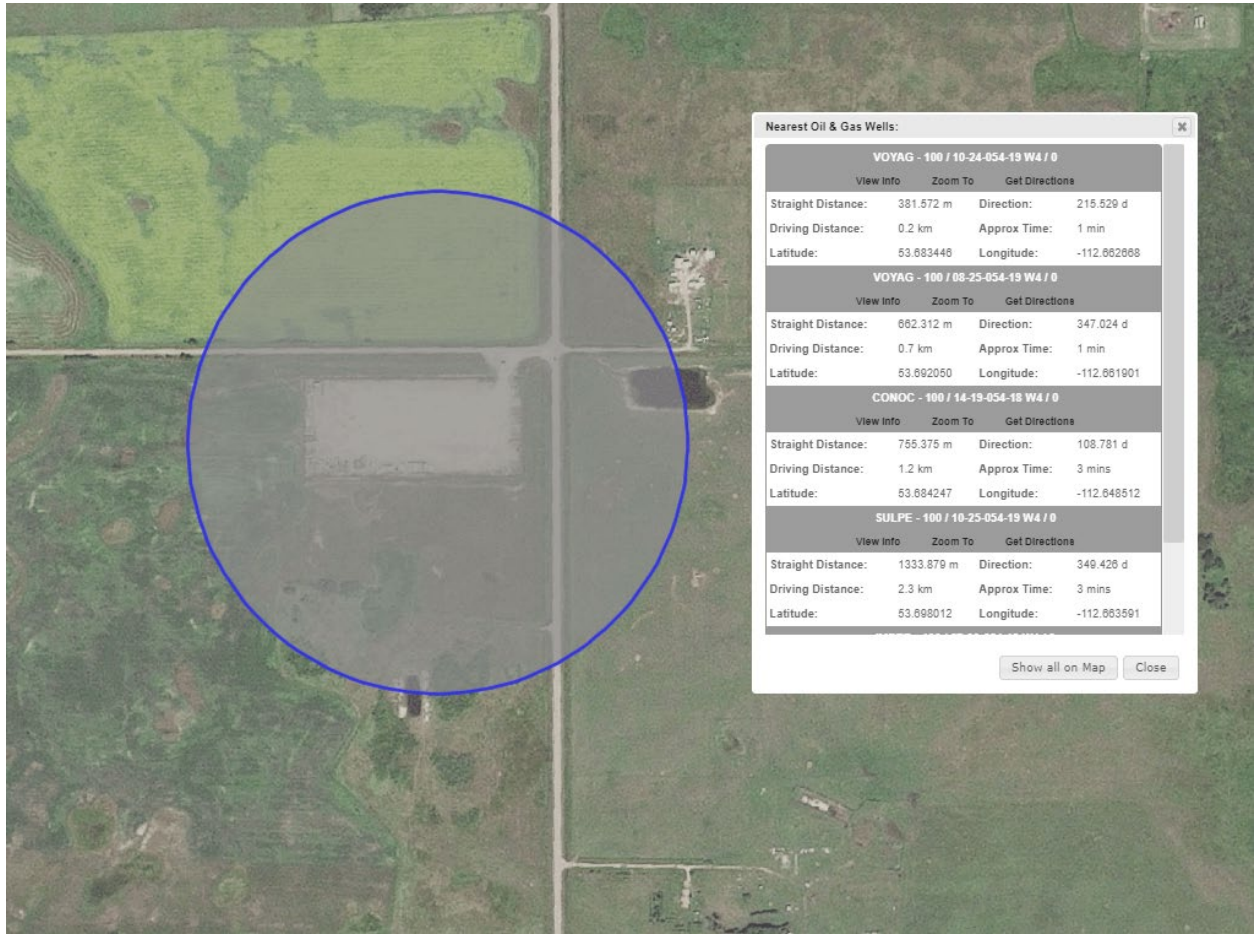 Nearest Oil & Gas Wells:
VOYAG - 100 / 10-24-054-19 W4 / 0
View Info Zoom To Get Directions
Straight Distance: 381.572 m Direction: 215.529 d
Driving Distance: 0.2 km Approx Time: 1 min
Latitude: 53.683446 Longitude: -112.662668
VOYAG - 100 / 08-25-054-19 W4 / 0
View Info Zoom To Get Directions
Straight Distance: 662.312 m Direction: 347.024 d
Driving Distance: 0.7 km Approx Time: 1 min
Latitude: 53.692050 Longitude: -112.661901
CONOC - 100 / 14-19-054-18 W4 / 0
View Info Zoom To Get Directions
Straight Distance: 755.375 m Direction: 108.781 d
Driving Distance: 1.2 km Approx Time: 3 mins
Latitude: 53.684247 Longitude: -112.648512
SULPE - 100 / 10-25-054-19 W4 / 0
View Info Zoom To Get Directions
Straight Distance: 1333.879 m Direction: 349.426 d
Driving Distance: 2.3 km Approx Time: 3 mins
Latitude: 53.698012 Longitude: -112.663591
Show all on Map Close